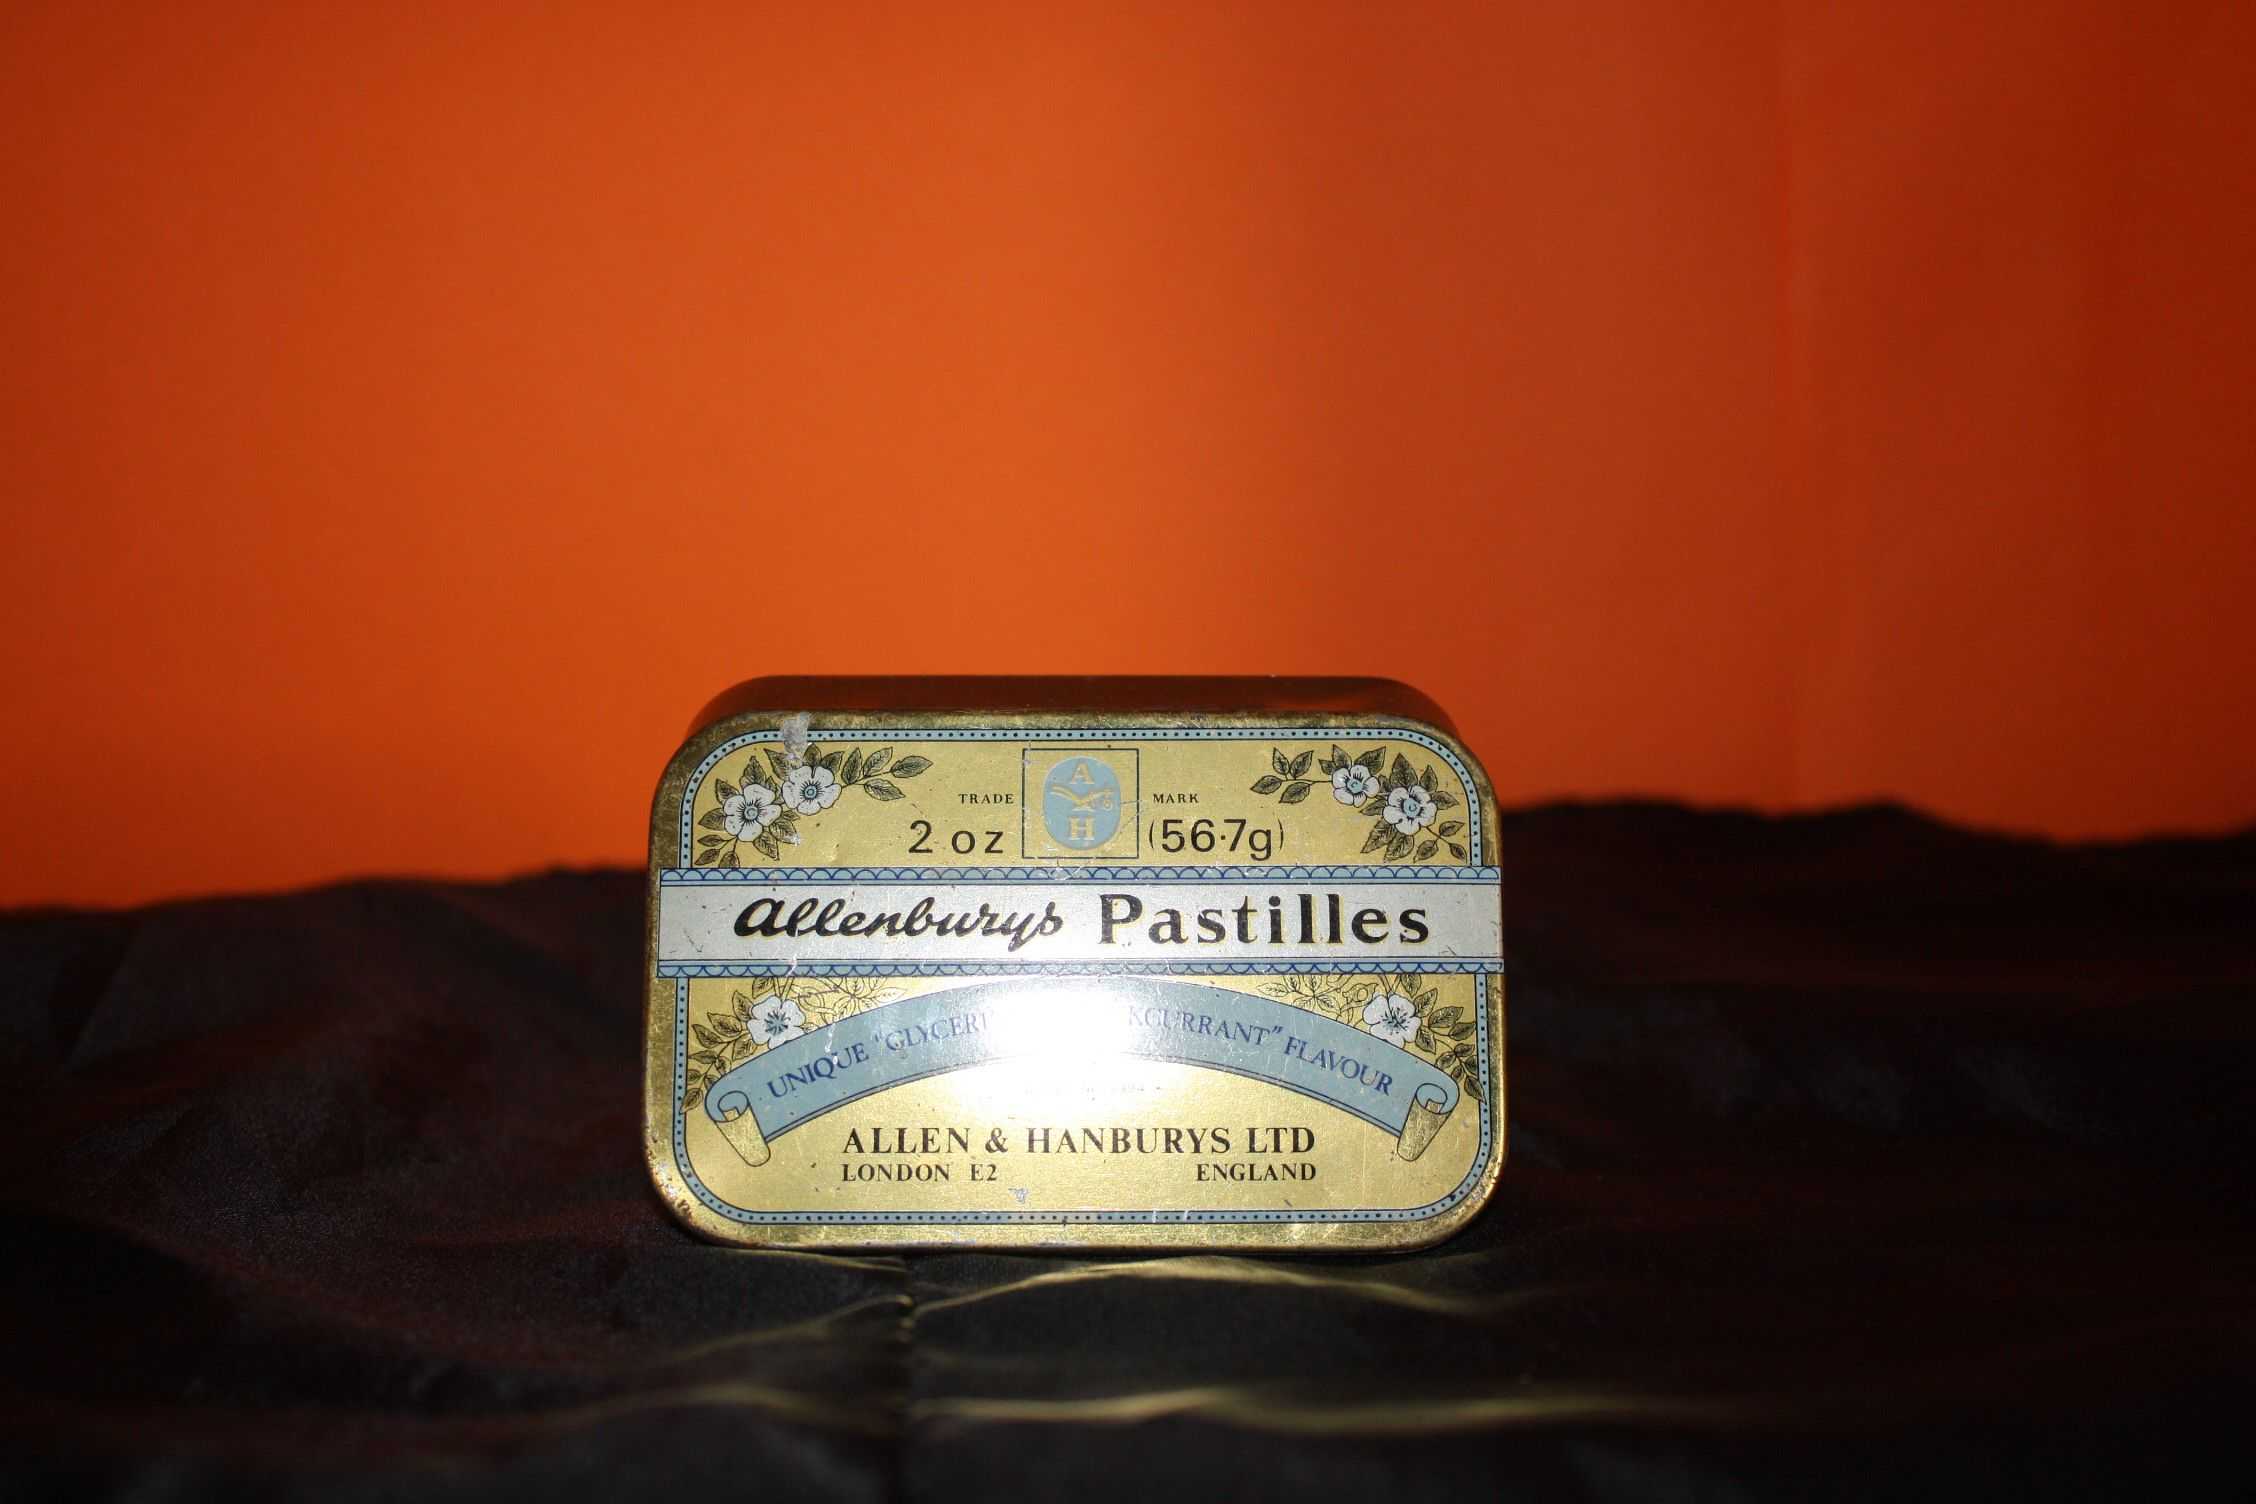 A
H
TRADE MARK
2 oz (56·7g)
Allenburys Pastilles
UNIQUE "GLYCERI KCURRANT" FLAVOUR
ALLEN & HANBURYS LTD
LONDON E2 ENGLAND